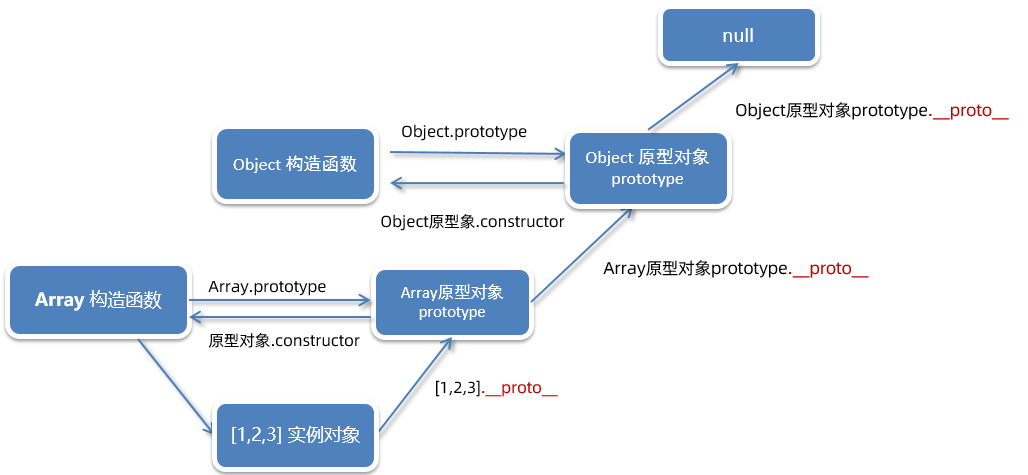 null
Object原型对象prototype.__proto__
Object.prototype
Object 构造函数
Object 原型对象
prototype
Object原型象.constructor
Array原型对象prototype.__proto__
Array 构造函数
Array.prototype
Array原型对象
prototype
原型对象.constructor
[1,2,3].__proto__
[1,2,3] 实例对象